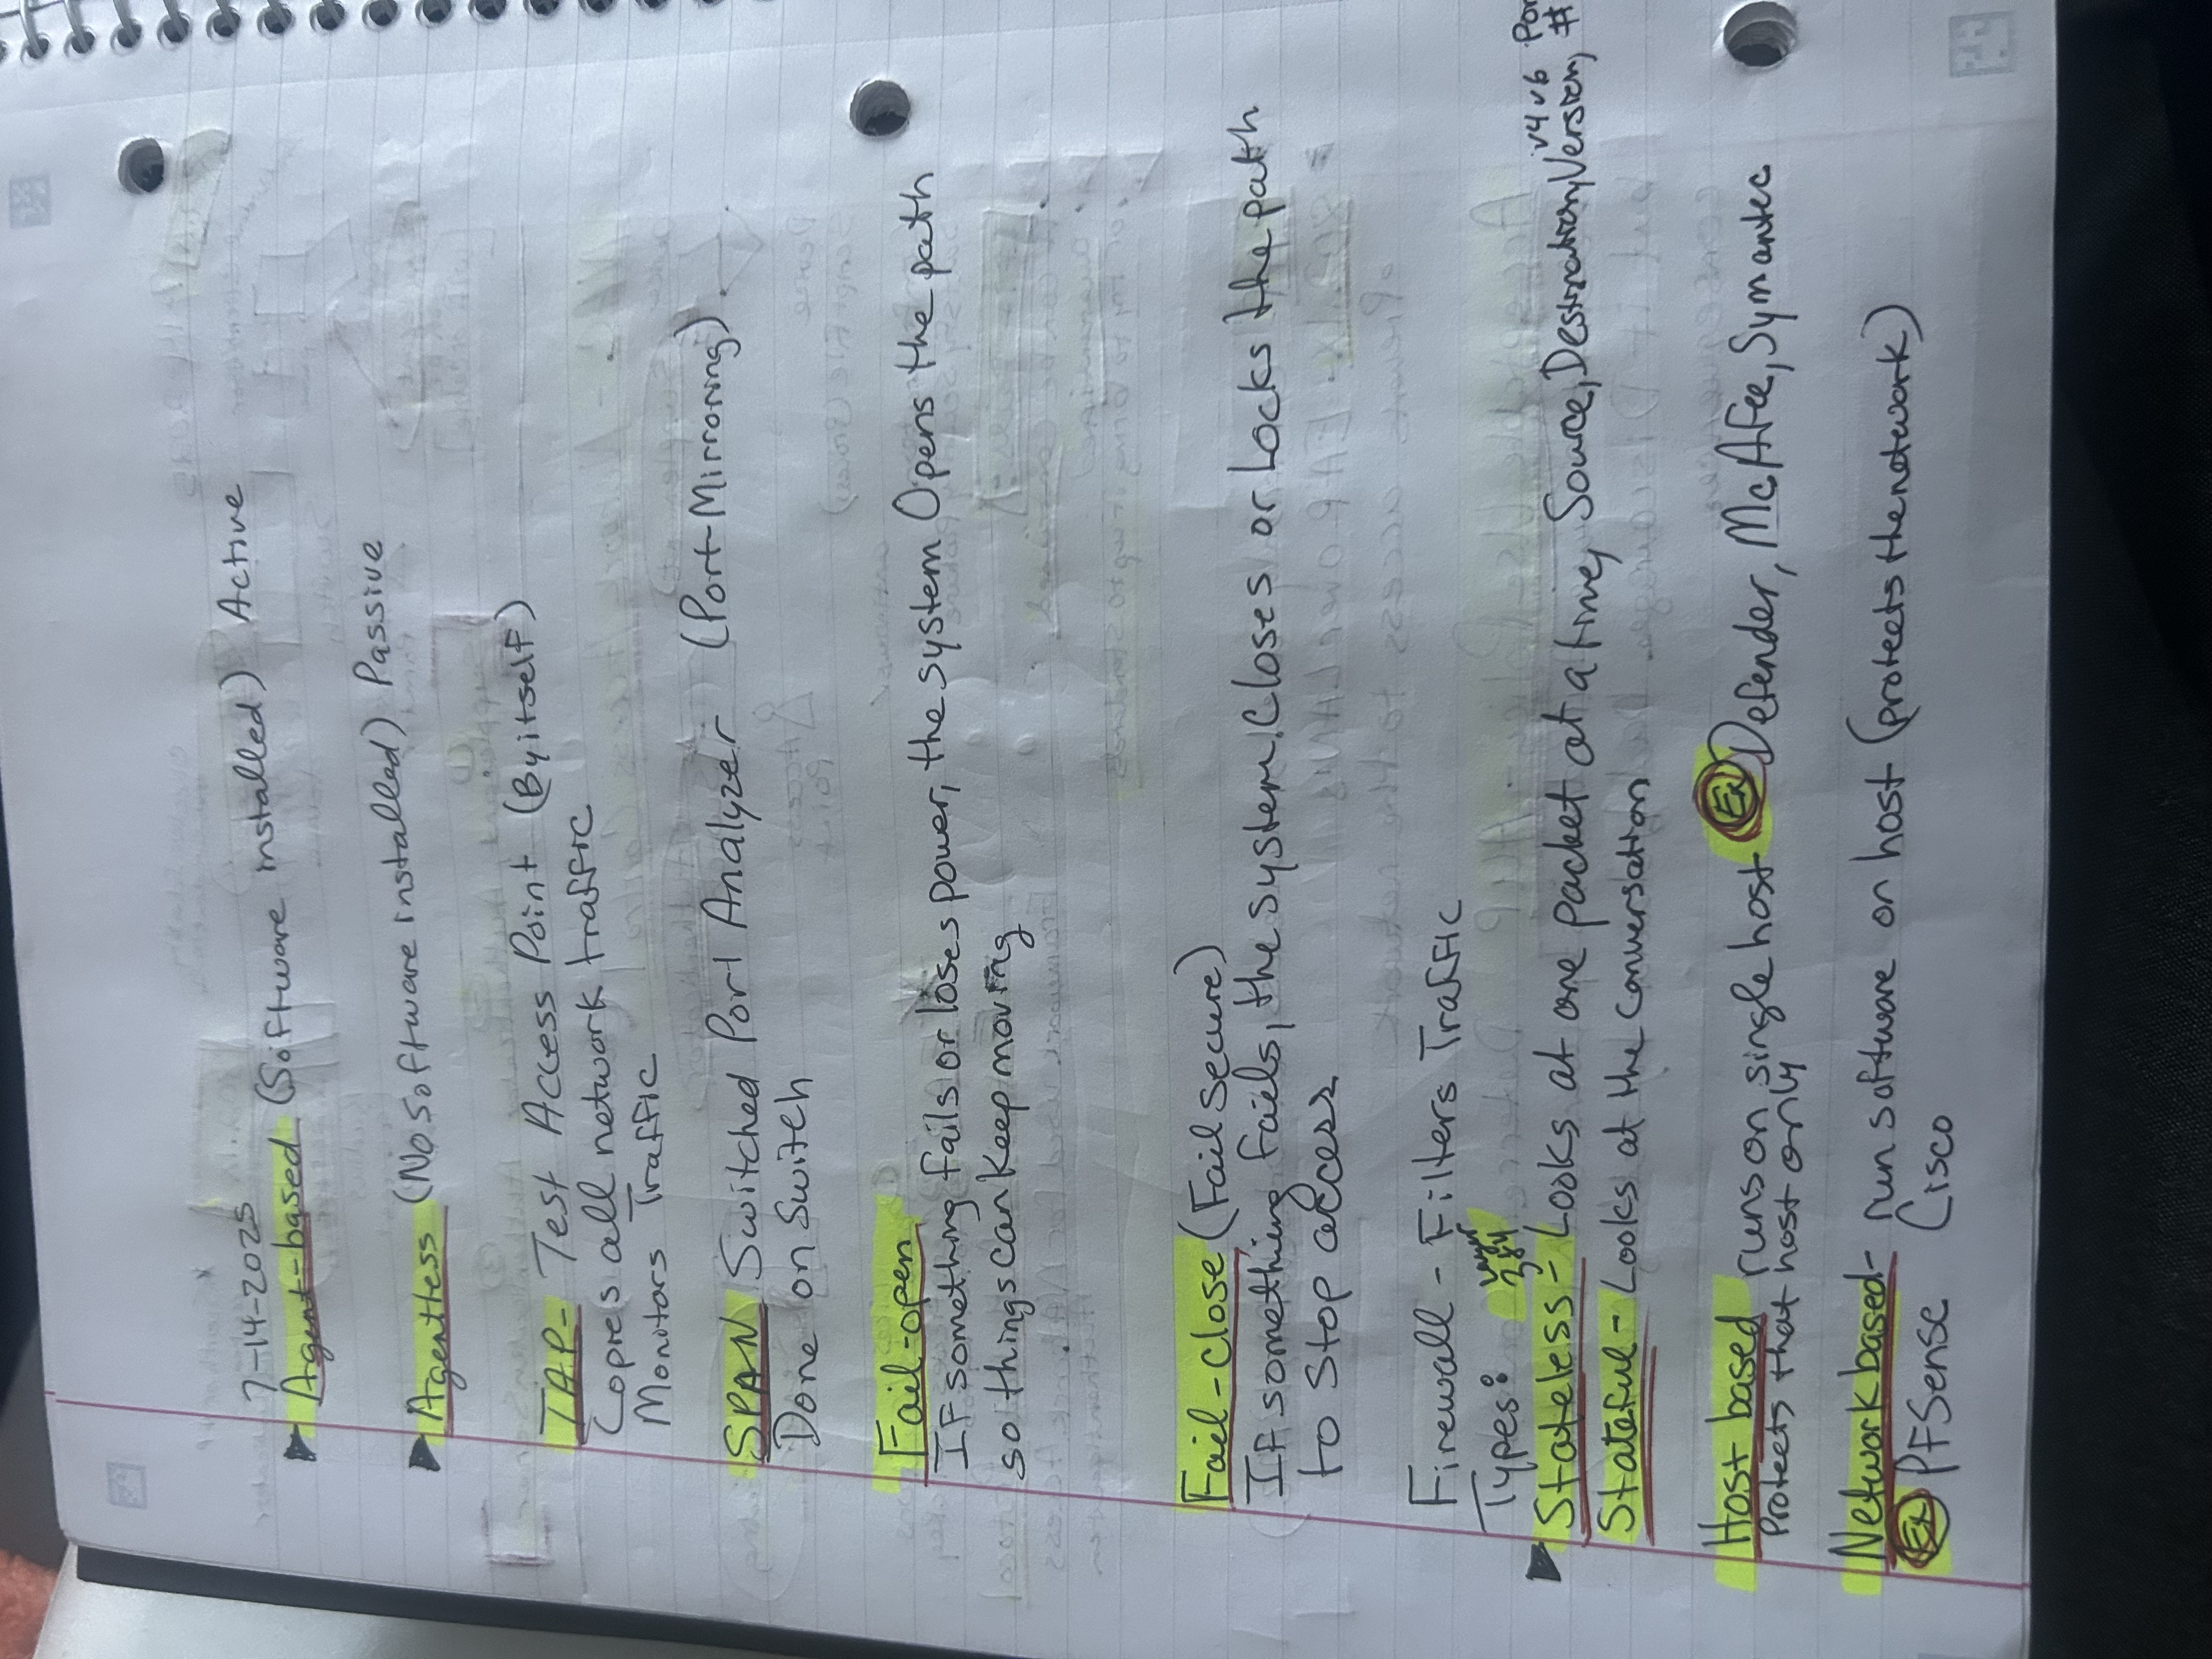 7-14-2025
Agent-based (Software installed) Active
Agentless (No software installed) Passive
TAP- Test Access Point (By itself)
Copies all network traffic
Monitors Traffic
SPAN Switched Port Analyzer (Port-Mirroring)
Done on Switch
Fail-open
If something fails or loses power, the system Opens the path
so things can keep moving
Fail-close (Fail secure)
If something fails, the system Closes or Locks the path
to Stop access
Firewall - Filters Traffic
Types: Layer 3&4
Stateless - Looks at one packet at a time, Source, Destination, Version, v4 v6 Por #
Stateful - Looks at the conversation
Host based runs on single host Ex Defender, McAfee, Symantec
Protects that host only
Network based- run software on host (protects the network)
Ex PFSense Cisco